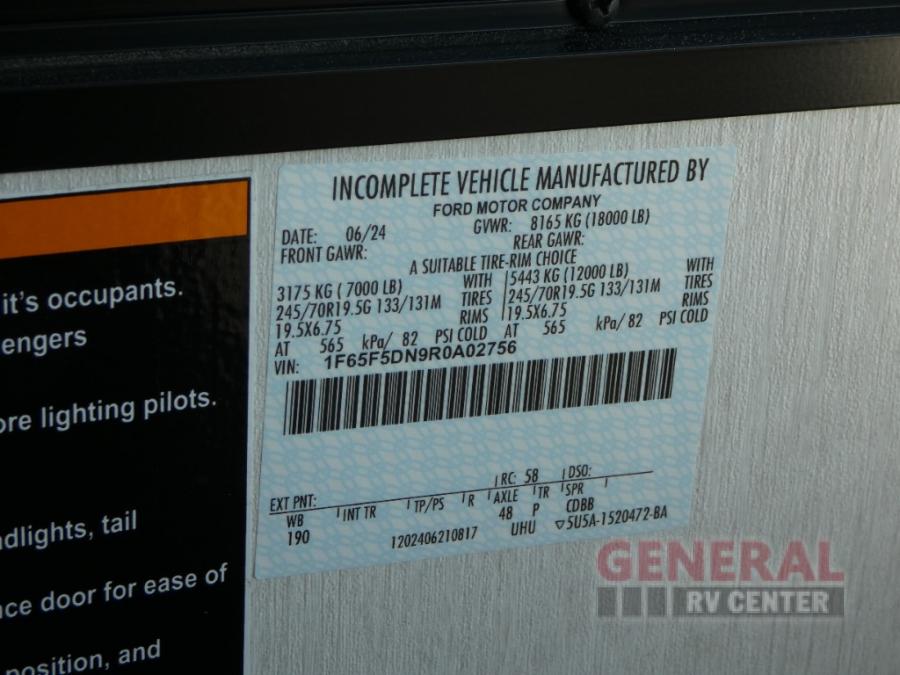 it's occupants.
engers
ore lighting pilots.
dlights, tail
ce door for ease of
position, and
INCOMPLETE VEHICLE MANUFACTURED BY
FORD MOTOR COMPANY
DATE: 06/24 GVWR: 8165 KG (18000 LB)
FRONT GAWR: REAR GAWR:
A SUITABLE TIRE-RIM CHOICE
3175 KG ( 7000 LB) WITH 5443 KG (12000 LB) WITH
245/70R19.5G 133/131M TIRES 245/70R19.5G 133/131M TIRES
19.5X6.75 RIMS 19.5X6.75 RIMS
AT 565 kPa/ 82 PSI COLD AT 565 kPa/ 82 PSI COLD
VIN: 1F65F5DN9R0A02756
EXT PNT: RC: 58 DSO:
WB INT TR TP/PS R AXLE TR SPR
190 48 P CDBB
1202406210817 UHU ▽5U5A-1520472-BA
GENERAL
RV CENTER